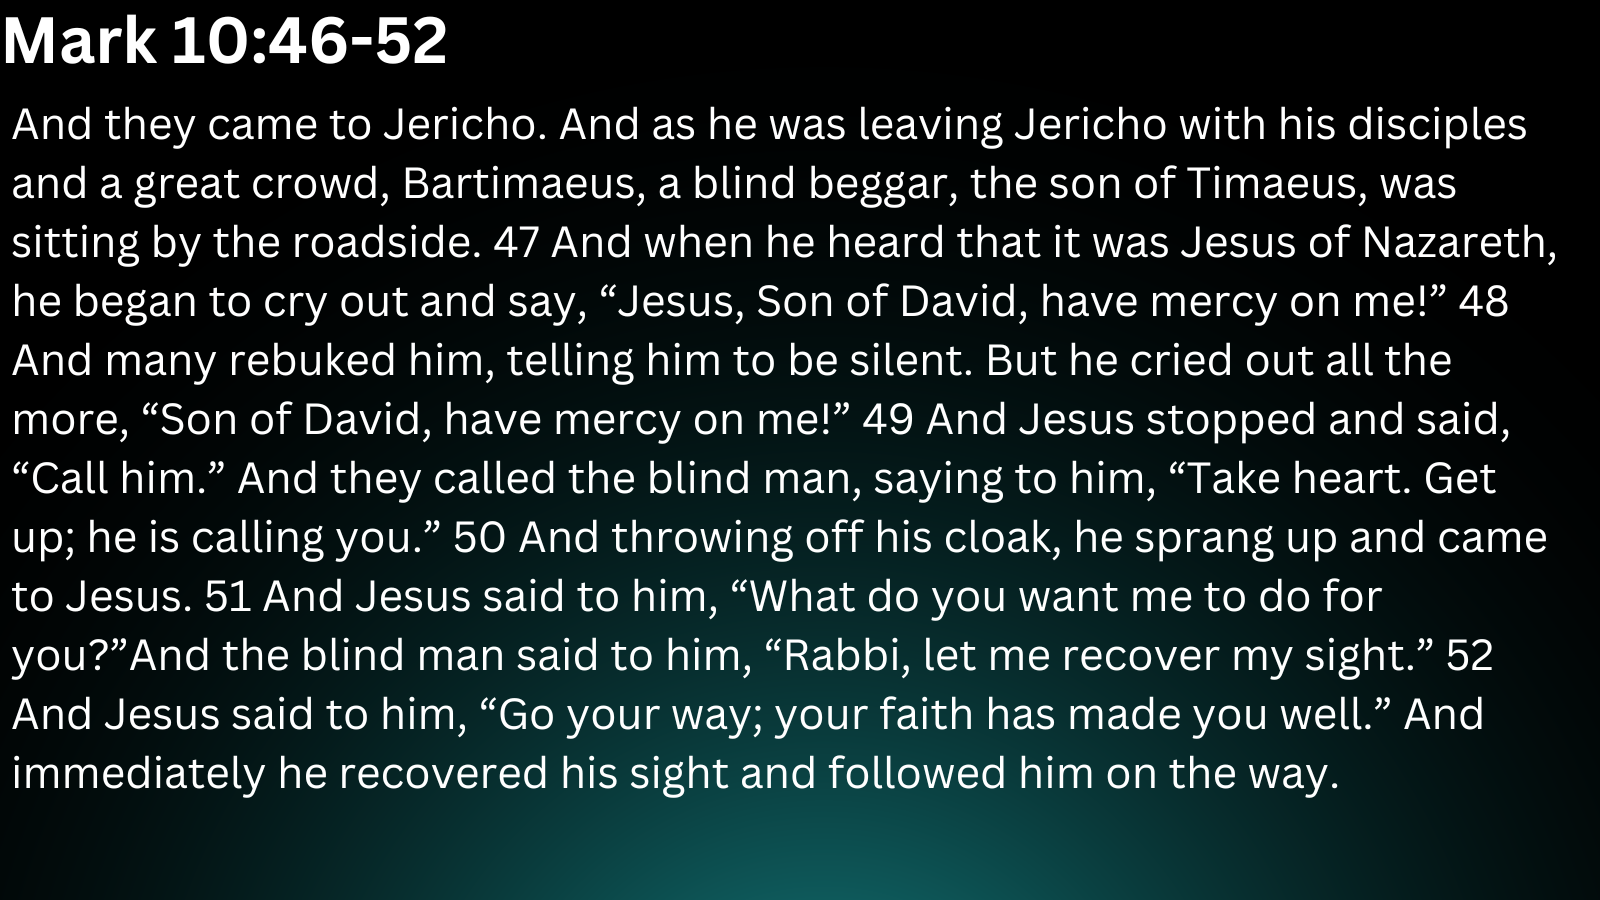 Mark 10:46-52
And they came to Jericho. And as he was leaving Jericho with his disciples
and a great crowd, Bartimaeus, a blind beggar, the son of Timaeus, was
sitting by the roadside. 47 And when he heard that it was Jesus of Nazareth,
he began to cry out and say, “Jesus, Son of David, have mercy on me!” 48
And many rebuked him, telling him to be silent. But he cried out all the
more, “Son of David, have mercy on me!” 49 And Jesus stopped and said,
“Call him.” And they called the blind man, saying to him, “Take heart. Get
up; he is calling you.” 50 And throwing off his cloak, he sprang up and came
to Jesus. 51 And Jesus said to him, “What do you want me to do for
you?”And the blind man said to him, “Rabbi, let me recover my sight.” 52
And Jesus said to him, “Go your way; your faith has made you well.” And
immediately he recovered his sight and followed him on the way.